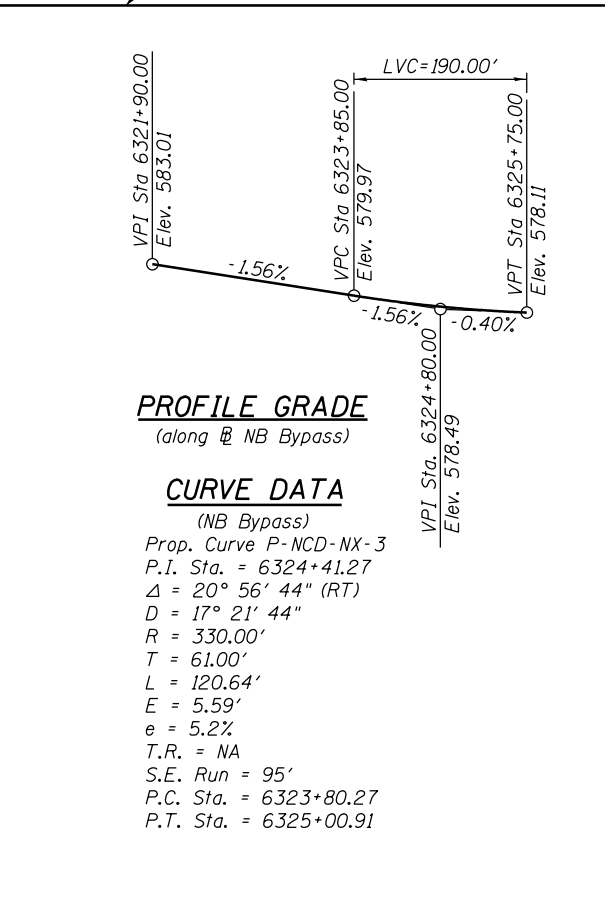 LVC=190.00'
VPI Sta 6321+90.00
Elev. 583.01
VPC Sta 6323+85.00
Elev. 579.97
VPT Sta 6325+75.00
Elev. 578.11
-1.56%
-1.56%
-0.40%
VPI Sta. 6324+80.00
Elev. 578.49
PROFILE GRADE
(along ⅊ NB Bypass)
CURVE DATA
(NB Bypass)
Prop. Curve P-NCD-NX-3
P.I. Sta. = 6324+41.27
Δ = 20° 56' 44" (RT)
D = 17° 21' 44"
R = 330.00'
T = 61.00'
L = 120.64'
E = 5.59'
e = 5.2%
T.R. = NA
S.E. Run = 95'
P.C. Sta. = 6323+80.27
P.T. Sta. = 6325+00.91